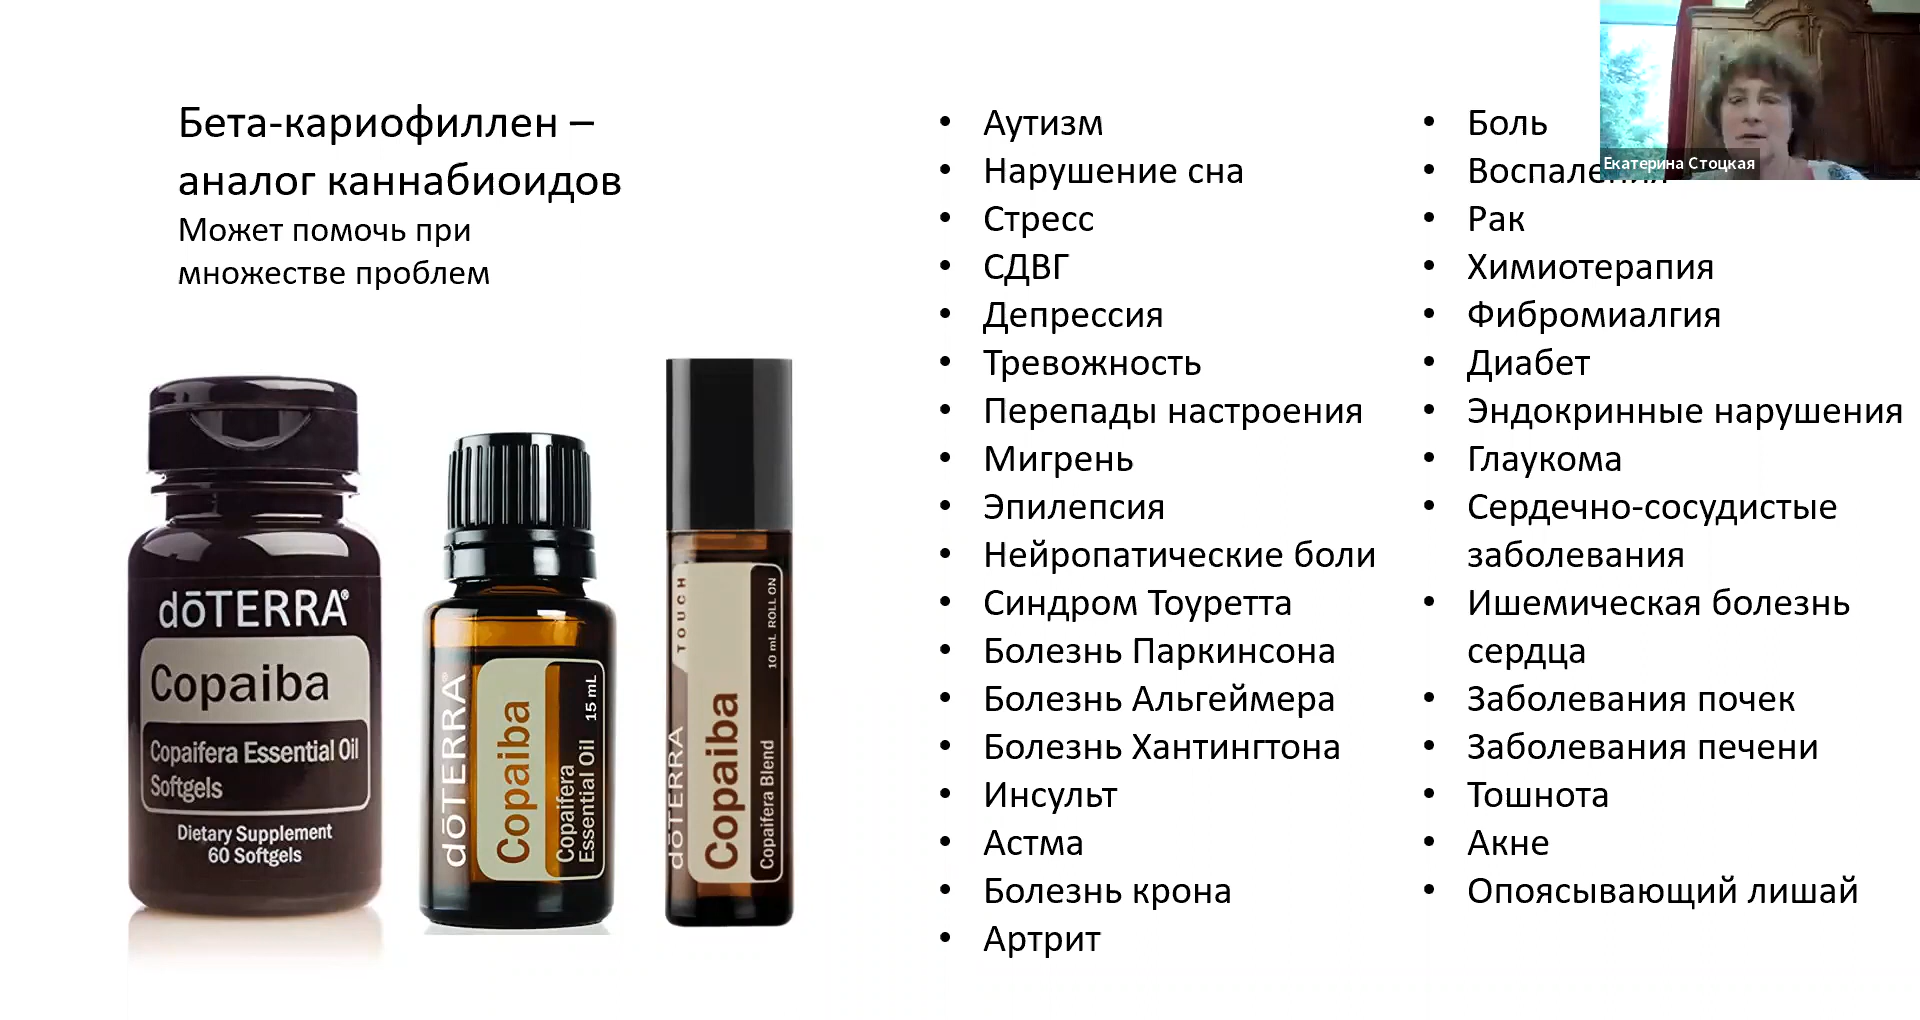 Бета-кариофиллен –
аналог каннабиоидов
Может помочь при
множестве проблем
dōTERRA®
Copaiba
Copaifera Essential Oil
Softgels
Dietary Supplement
60 Softgels
dōTERRA®
Copaiba
Copaifera
Essential Oil
15 mL
dōTERRA
TOUCH
Copaiba
Copaifera Blend
10 mL ROLL ON
• Аутизм
• Нарушение сна
• Стресс
• СДВГ
• Депрессия
• Тревожность
• Перепады настроения
• Мигрень
• Эпилепсия
• Нейропатические боли
• Синдром Тоуретта
• Болезнь Паркинсона
• Болезнь Альгеймера
• Болезнь Хантингтона
• Инсульт
• Астма
• Болезнь крона
• Артрит
• Боль
• Воспаления
• Рак
• Химиотерапия
• Фибромиалгия
• Диабет
• Эндокринные нарушения
• Глаукома
• Сердечно-сосудистые
заболевания
• Ишемическая болезнь
сердца
• Заболевания почек
• Заболевания печени
• Тошнота
• Акне
• Опоясывающий лишай
Екатерина Стоцкая